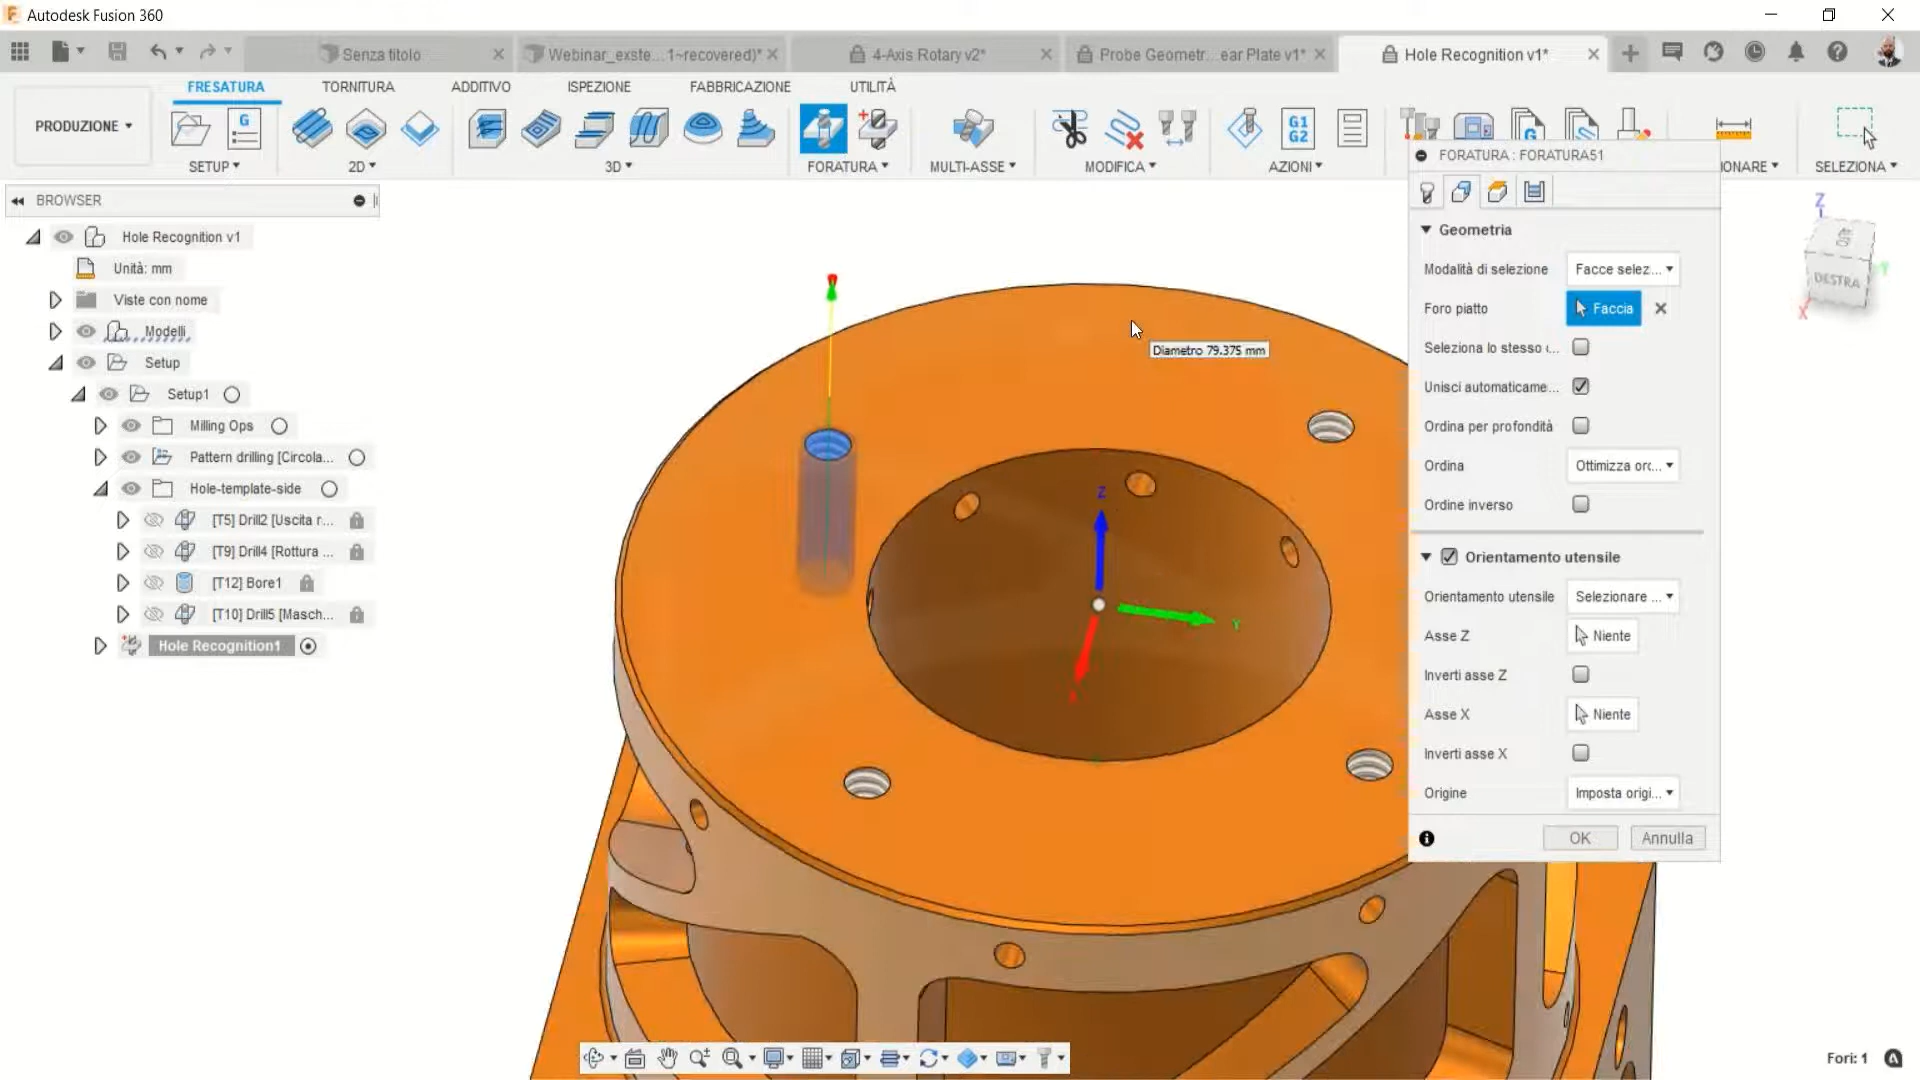 Autodesk Fusion 360
Senza titolo
Webinar_exste...1~recovered)*
4-Axis Rotary v2*
Probe Geometr...ear Plate v1*
Hole Recognition v1*
FRESATURA
TORNITURA
ADDITIVO
ISPEZIONE
FABBRICAZIONE
UTILITÀ
PRODUZIONE
G
G1
G2
G
SETUP
2D
3D
FORATURA
MULTI-ASSE
MODIFICA
AZIONI
IONARE
SELEZIONA
BROWSER
Hole Recognition v1
Unità: mm
Viste con nome
Modelli
Setup
Setup1
Milling Ops
Pattern drilling [Circola...
Hole-template-side
[T5] Drill2 [Uscita r...
[T9] Drill4 [Rottura ...
[T12] Bore1
[T10] Drill5 [Masch...
Hole Recognition1
Diametro 79.375 mm
Z
Y
FORATURA : FORATURA51
Geometria
Modalità di selezione
Facce selez...
Foro piatto
Faccia
Seleziona lo stesso (...
Unisci automaticame...
Ordina per profondità
Ordina
Ottimizza orc...
Ordine inverso
Orientamento utensile
Orientamento utensile
Selezionare ...
Asse Z
Niente
Inverti asse Z
Asse X
Niente
Inverti asse X
Origine
Imposta origi...
OK
Annulla
Z
DESTRA
Y
X
Fori: 1